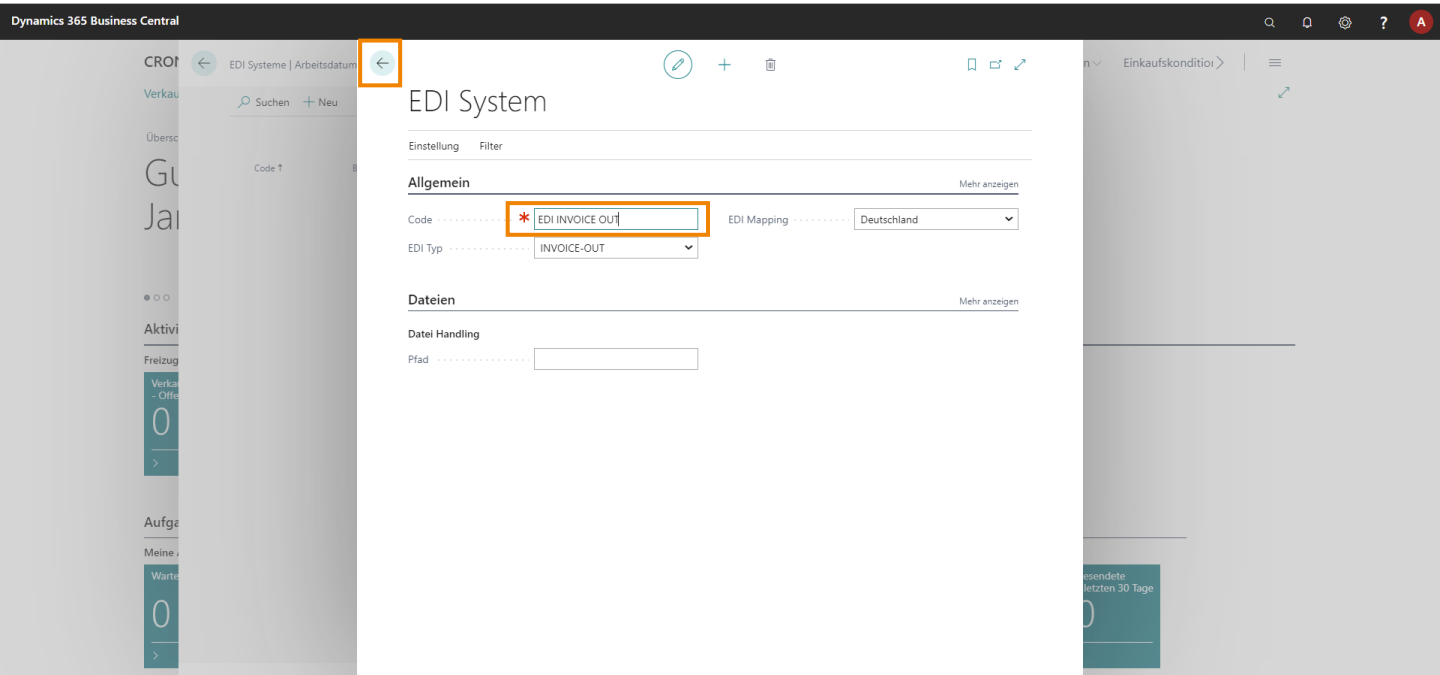 Dynamics 365 Business Central
? A
CRON
EDI Systeme | Arbeitsdatum
n
Einkaufskondition
Verkau
Suchen + Neu
EDI System
Übersc
Einstellung Filter
Code ↑
Gu
Allgemein Mehr anzeigen
Jar
Code * EDI INVOICE OUT EDI Mapping Deutschland
EDI Typ INVOICE-OUT
Dateien Mehr anzeigen
Aktivi
Datei Handling
Freizug
Pfad
Verkau
- Offe
0
Aufga
Meine
Warte
esendete
letzten 30 Tage
0